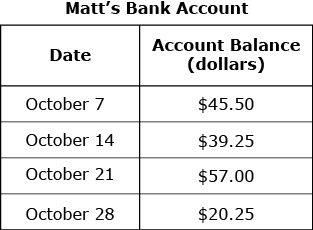 Matt's Bank Account
Date
Account Balance
(dollars)
October 7
$45.50
October 14
$39.25
October 21
$57.00
October 28
$20.25